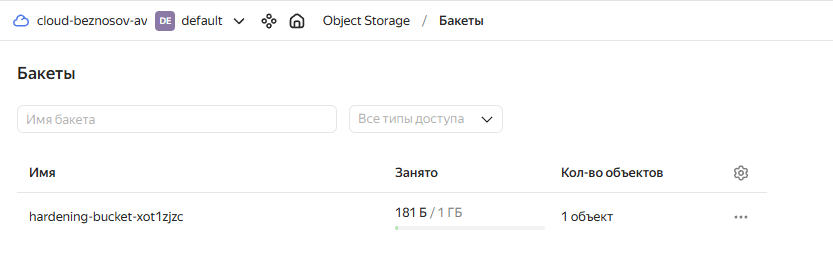 cloud-beznosov-av DE default Object Storage / Бакеты
Бакеты
Имя бакета Все типы доступа
Имя Занято Кол-во объектов
hardening-bucket-xot1zjzc 181 Б / 1 ГБ 1 объект